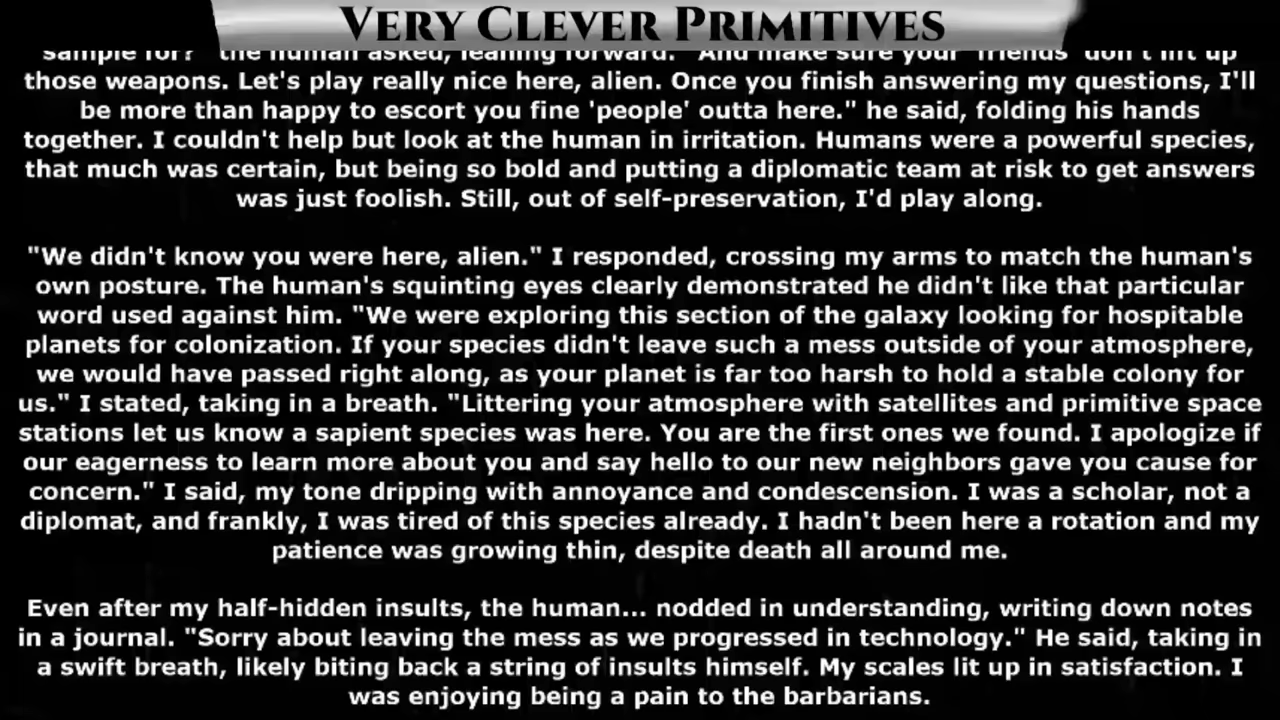 VERY CLEVER PRIMITIVES
sample for?" the human asked, leaning forward. "And make sure your 'friends' don't lift up
those weapons. Let's play really nice here, alien. Once you finish answering my questions, I'll
be more than happy to escort you fine 'people' outta here." he said, folding his hands
together. I couldn't help but look at the human in irritation. Humans were a powerful species,
that much was certain, but being so bold and putting a diplomatic team at risk to get answers
was just foolish. Still, out of self-preservation, I'd play along.
"We didn't know you were here, alien." I responded, crossing my arms to match the human's
own posture. The human's squinting eyes clearly demonstrated he didn't like that particular
word used against him. "We were exploring this section of the galaxy looking for hospitable
planets for colonization. If your species didn't leave such a mess outside of your atmosphere,
we would have passed right along, as your planet is far too harsh to hold a stable colony for
us." I stated, taking in a breath. "Littering your atmosphere with satellites and primitive space
stations let us know a sapient species was here. You are the first ones we found. I apologize if
our eagerness to learn more about you and say hello to our new neighbors gave you cause for
concern." I said, my tone dripping with annoyance and condescension. I was a scholar, not a
diplomat, and frankly, I was tired of this species already. I hadn't been here a rotation and my
patience was growing thin, despite death all around me.
Even after my half-hidden insults, the human... nodded in understanding, writing down notes
in a journal. "Sorry about leaving the mess as we progressed in technology." He said, taking in
a swift breath, likely biting back a string of insults himself. My scales lit up in satisfaction. I
was enjoying being a pain to the barbarians.